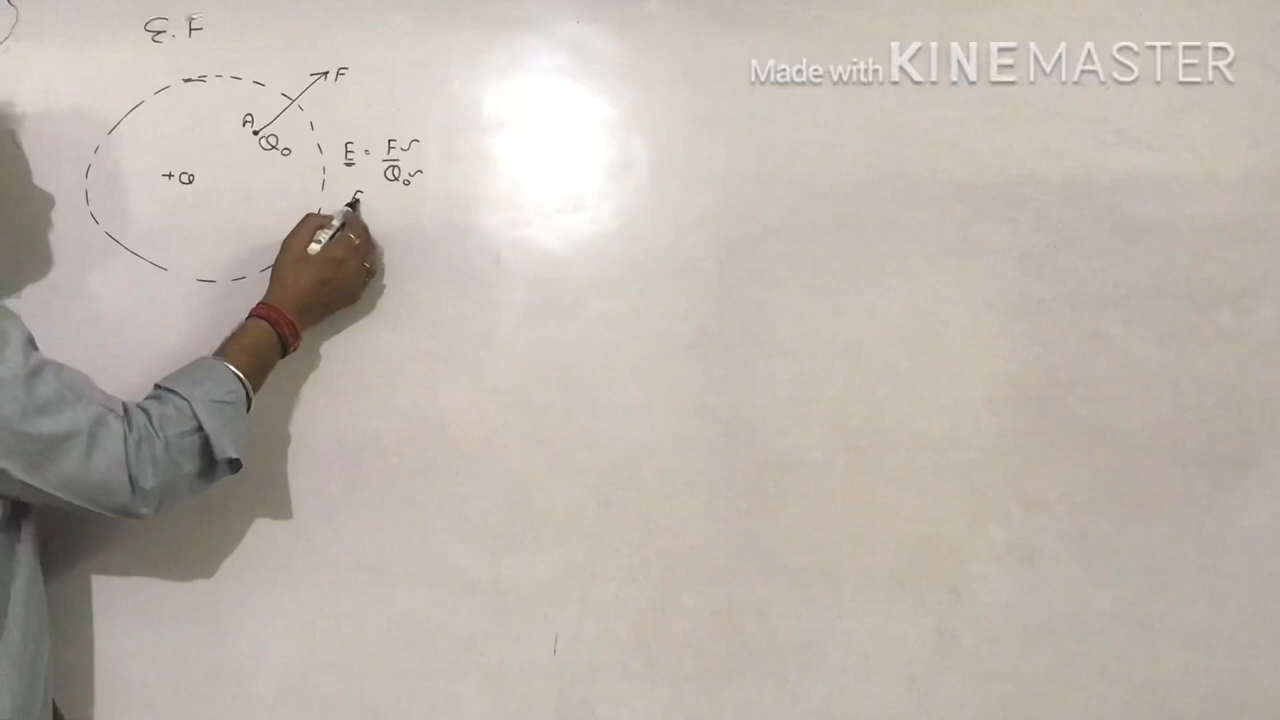 E.F
Made with KINEMASTER
F
A
Q₀
E = F/Q₀
+Q